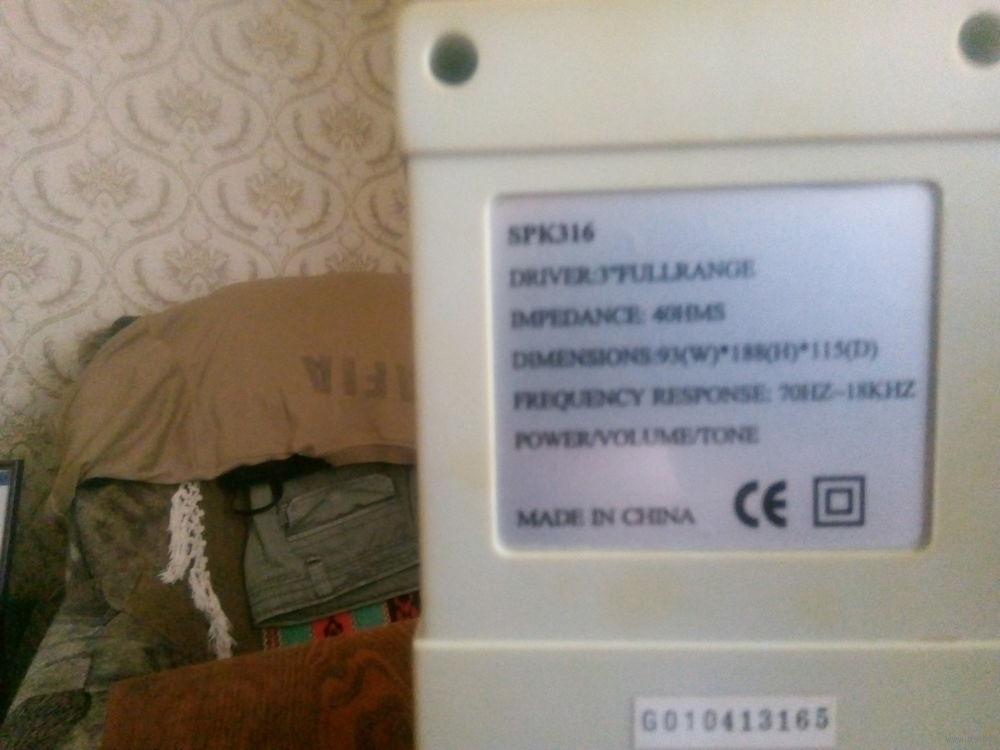 SPK316
DRIVER:3"FULLRANGE
IMPEDANCE: 4OHMS
DIMENSIONS:93(W)*188(H)*115(D)
FREQUENCY RESPONSE: 70HZ~18KHZ
POWER/VOLUME/TONE
MADE IN CHINA CE
G010413165